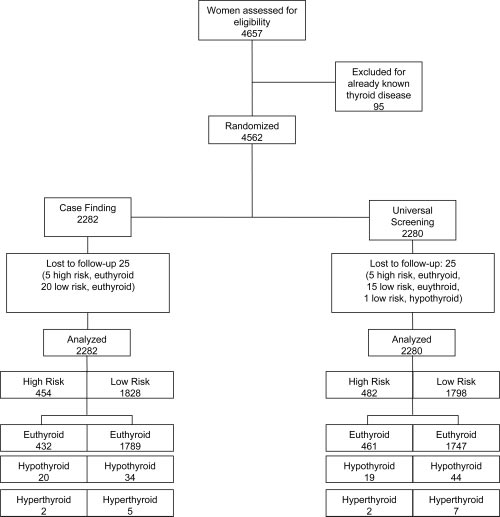 Women assessed for
eligibility
4657
Excluded for
already known
thyroid disease
95
Randomized
4562
Case Finding
2282
Universal
Screening
2280
Lost to follow-up 25
(5 high risk, euthyroid
20 low risk, euthyroid)
Lost to follow-up: 25
(5 high risk, euthryoid,
15 low risk, euythroid,
1 low risk, hypothyroid)
Analyzed
2282
Analyzed
2280
High Risk
454
Low Risk
1828
High Risk
482
Low Risk
1798
Euthyroid
432
Euthyroid
1789
Euthyroid
461
Euthyroid
1747
Hypothyroid
20
Hypothyroid
34
Hypothyroid
19
Hypothyroid
44
Hyperthyroid
2
Hyperthyroid
5
Hyperthyroid
2
Hyperthyroid
7